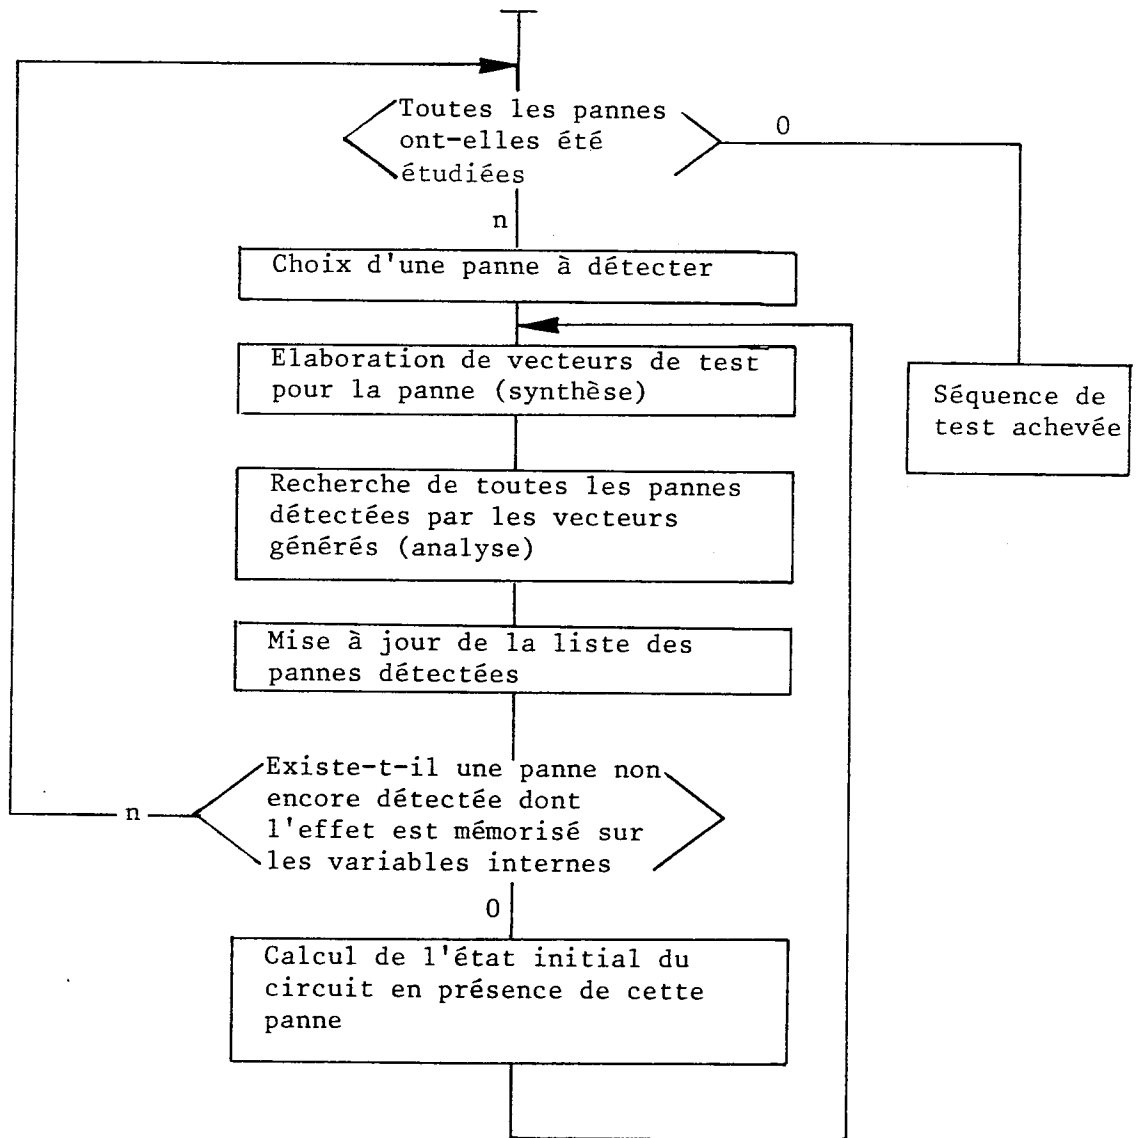 Toutes les pannes
ont-elles été
étudiées
O
n
Choix d'une panne à détecter
Elaboration de vecteurs de test
pour la panne (synthèse)
Séquence de
test achevée
Recherche de toutes les pannes
détectées par les vecteurs
générés (analyse)
Mise à jour de la liste des
pannes détectées
Existe-t-il une panne non
encore détectée dont
l'effet est mémorisé sur
les variables internes
n
O
Calcul de l'état initial du
circuit en présence de cette
panne